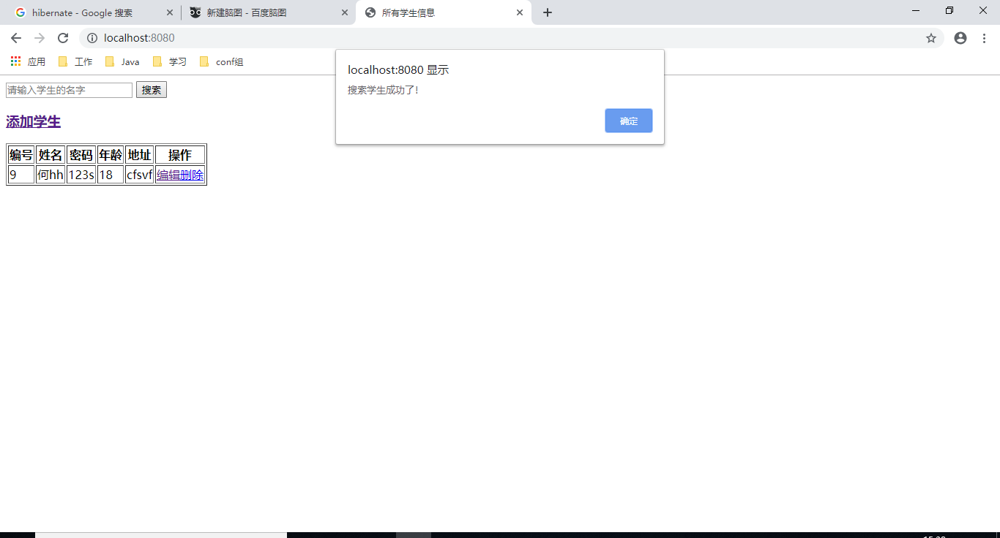 hibernate - Google 搜索
新建脑图 - 百度脑图
所有学生信息
localhost:8080
应用 工作 Java 学习 conf组
localhost:8080 显示
搜索学生成功了!
确定
请输入学生的名字 搜索
添加学生
编号 姓名 密码 年龄 地址 操作
9 何hh 123s 18 cfsvf 编辑删除